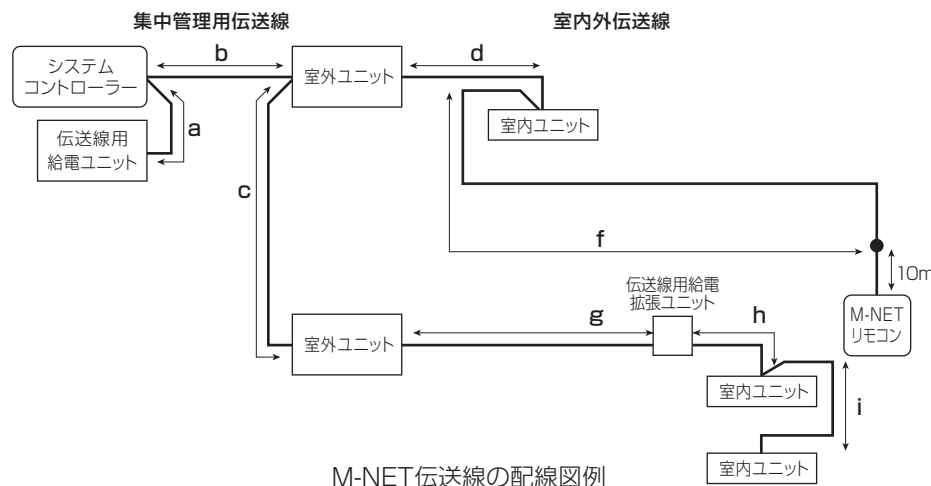 集中管理用伝送線
室内外伝送線
システム
コントローラー
b
室外ユニット
d
室内ユニット
伝送線用
給電ユニット
a
c
f
10m
伝送線用給電
拡張ユニット
M-NET
リモコン
室外ユニット
g
h
室内ユニット
i
室内ユニット
M-NET伝送線の配線図例